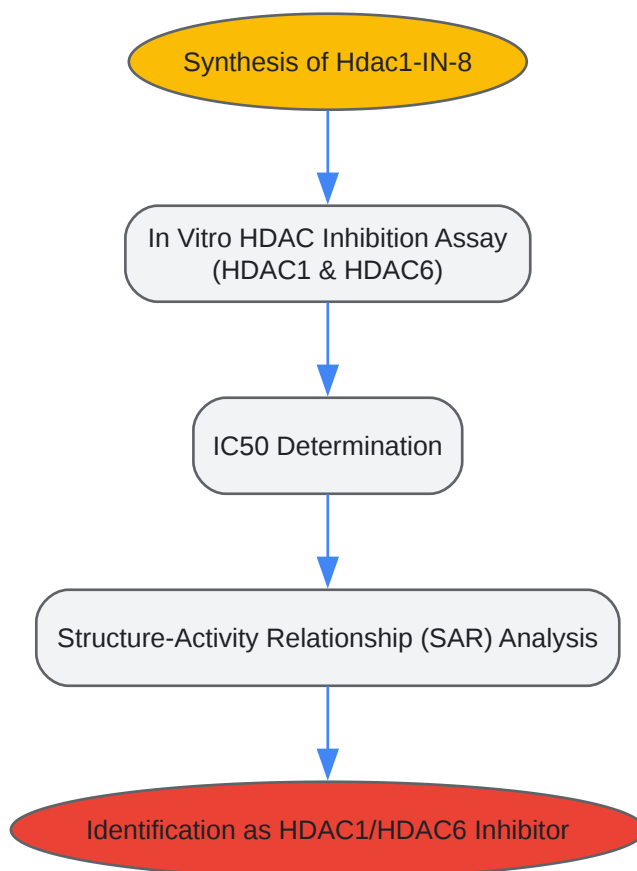 Synthesis of Hdac1-IN-8
In Vitro HDAC Inhibition Assay
(HDAC1 & HDAC6)
IC50 Determination
Structure-Activity Relationship (SAR) Analysis
Identification as HDAC1/HDAC6 Inhibitor